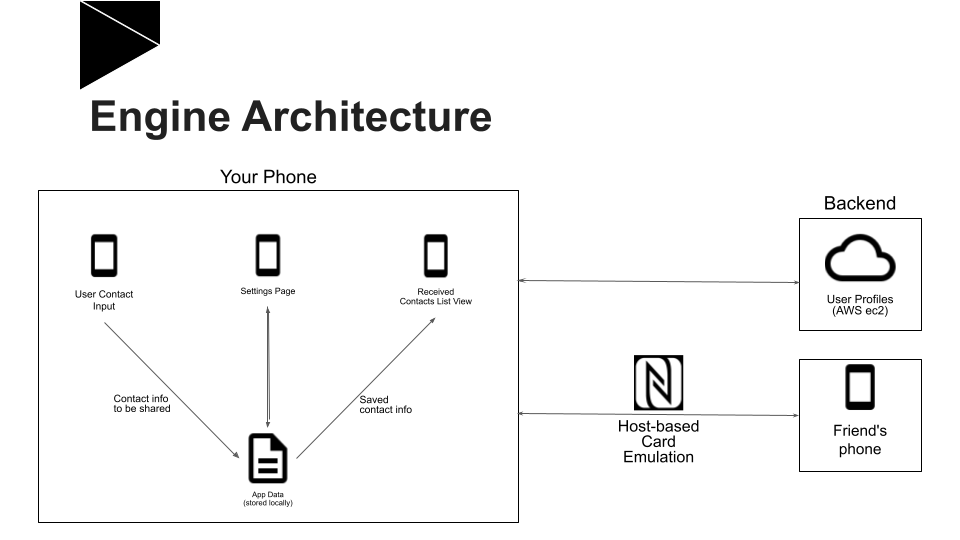 Engine Architecture
Your Phone
Backend
User Contact
Input
Settings Page
Received
Contacts List View
User Profiles
(AWS ec2)
Contact info
to be shared
Saved
contact info
Host-based
Card
Emulation
Friend's
phone
App Data
(stored locally)